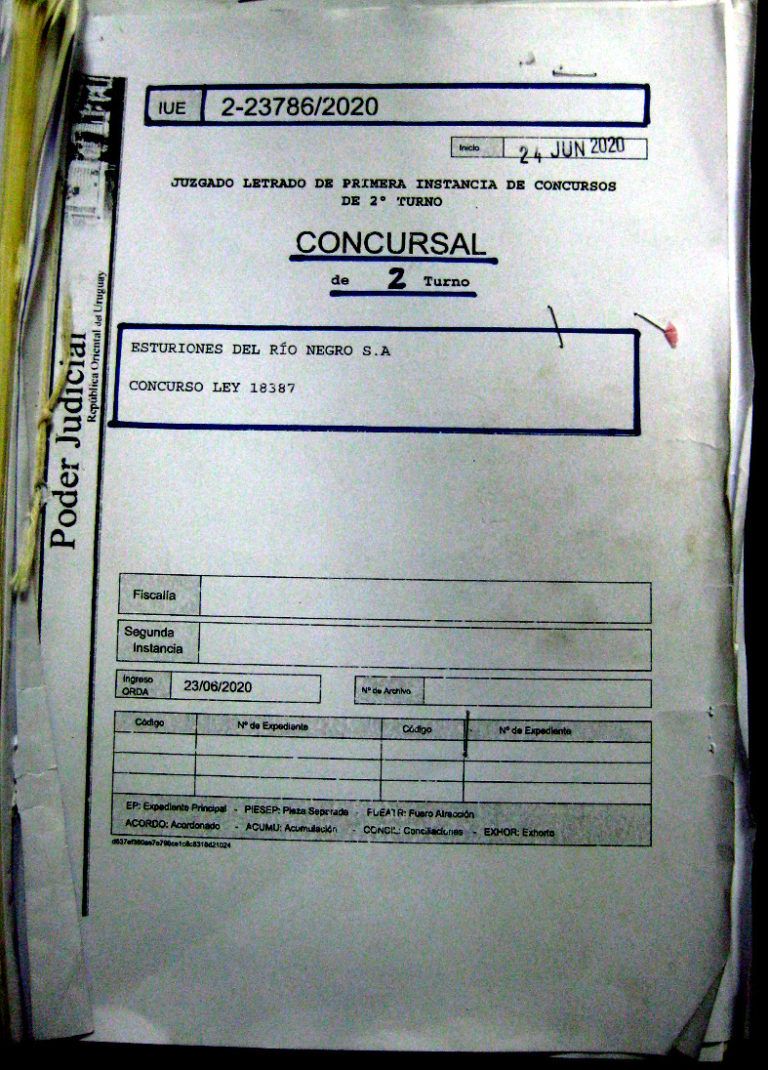 IUE 2-23786/2020
Inicio 24 JUN 2020
JUZGADO LETRADO DE PRIMERA INSTANCIA DE CONCURSOS
DE 2º TURNO
CONCURSAL
de 2 Turno
Poder Judicial
República Oriental del Uruguay
ESTURIONES DEL RÍO NEGRO S.A
CONCURSO LEY 18387
Fiscalía
Segunda
Instancia
Ingreso
ORDA 23/06/2020
Nº de Archivo
Código Nº de Expediente Código Nº de Expediente
EP: Expediente Principal - PIESEP: Pieza Separada - FUEATR: Fuero Atracción
ACORDO: Acordonado - ACUMU: Acumulación - CONCIL: Conciliaciones - EXHOR: Exhorto